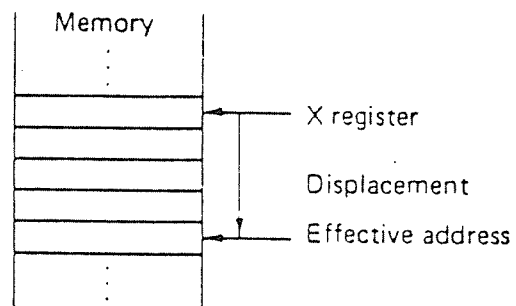 Memory
X register
Displacement
Effective address